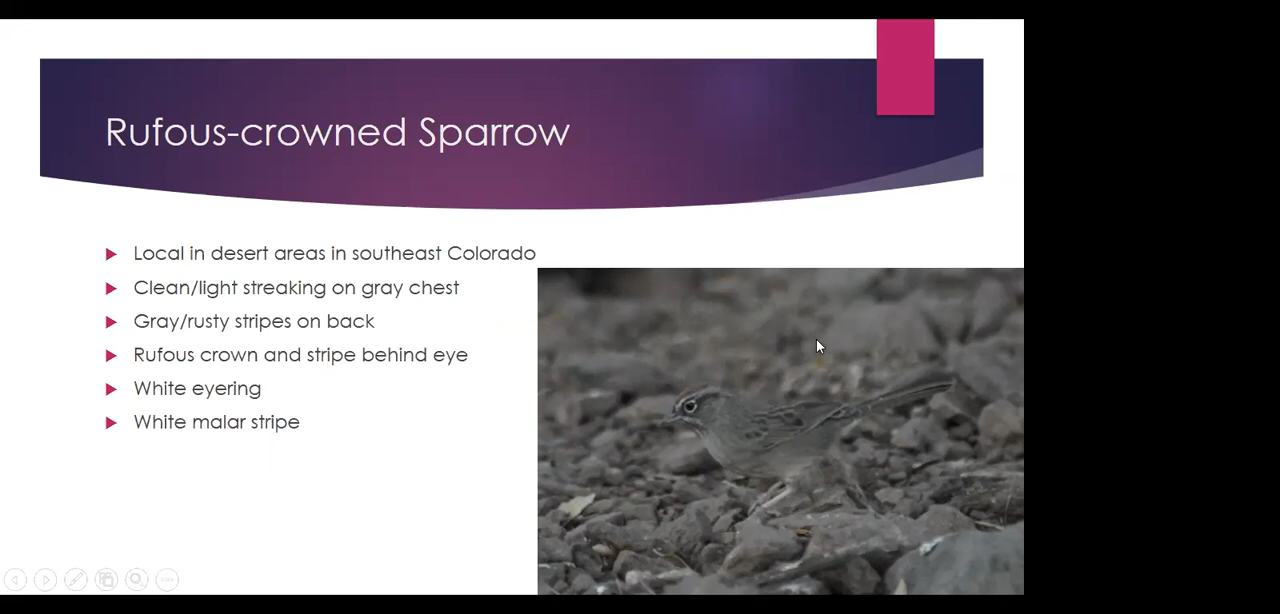 Rufous-crowned Sparrow
Local in desert areas in southeast Colorado
Clean/light streaking on gray chest
Gray/rusty stripes on back
Rufous crown and stripe behind eye
White eyering
White malar stripe